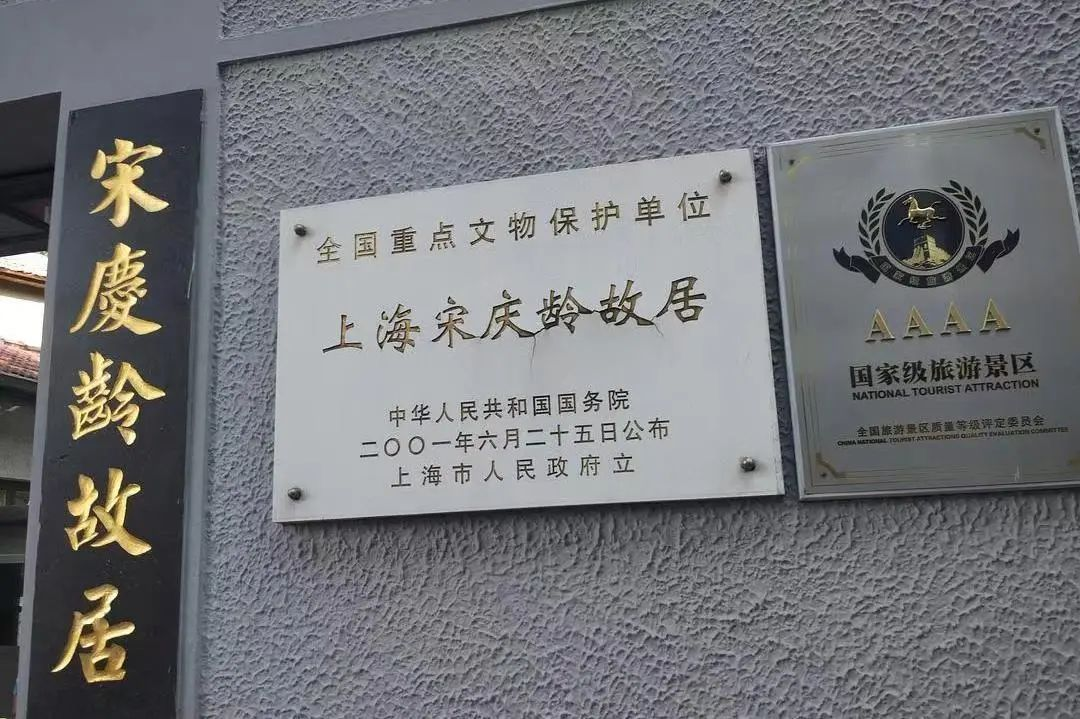 宋慶齡故居
全国重点文物保护单位
上海宋庆龄故居
中华人民共和国国务院
二〇〇一年六月二十五日公布
上海市人民政府立
AAAA
国家级旅游景区
NATIONAL TOURIST ATTRACTION
全国旅游景区质量等级评定委员会
CHINA NATIONAL TOURIST ATTRACTIONS QUALITY EVALUATION COMMITTEE